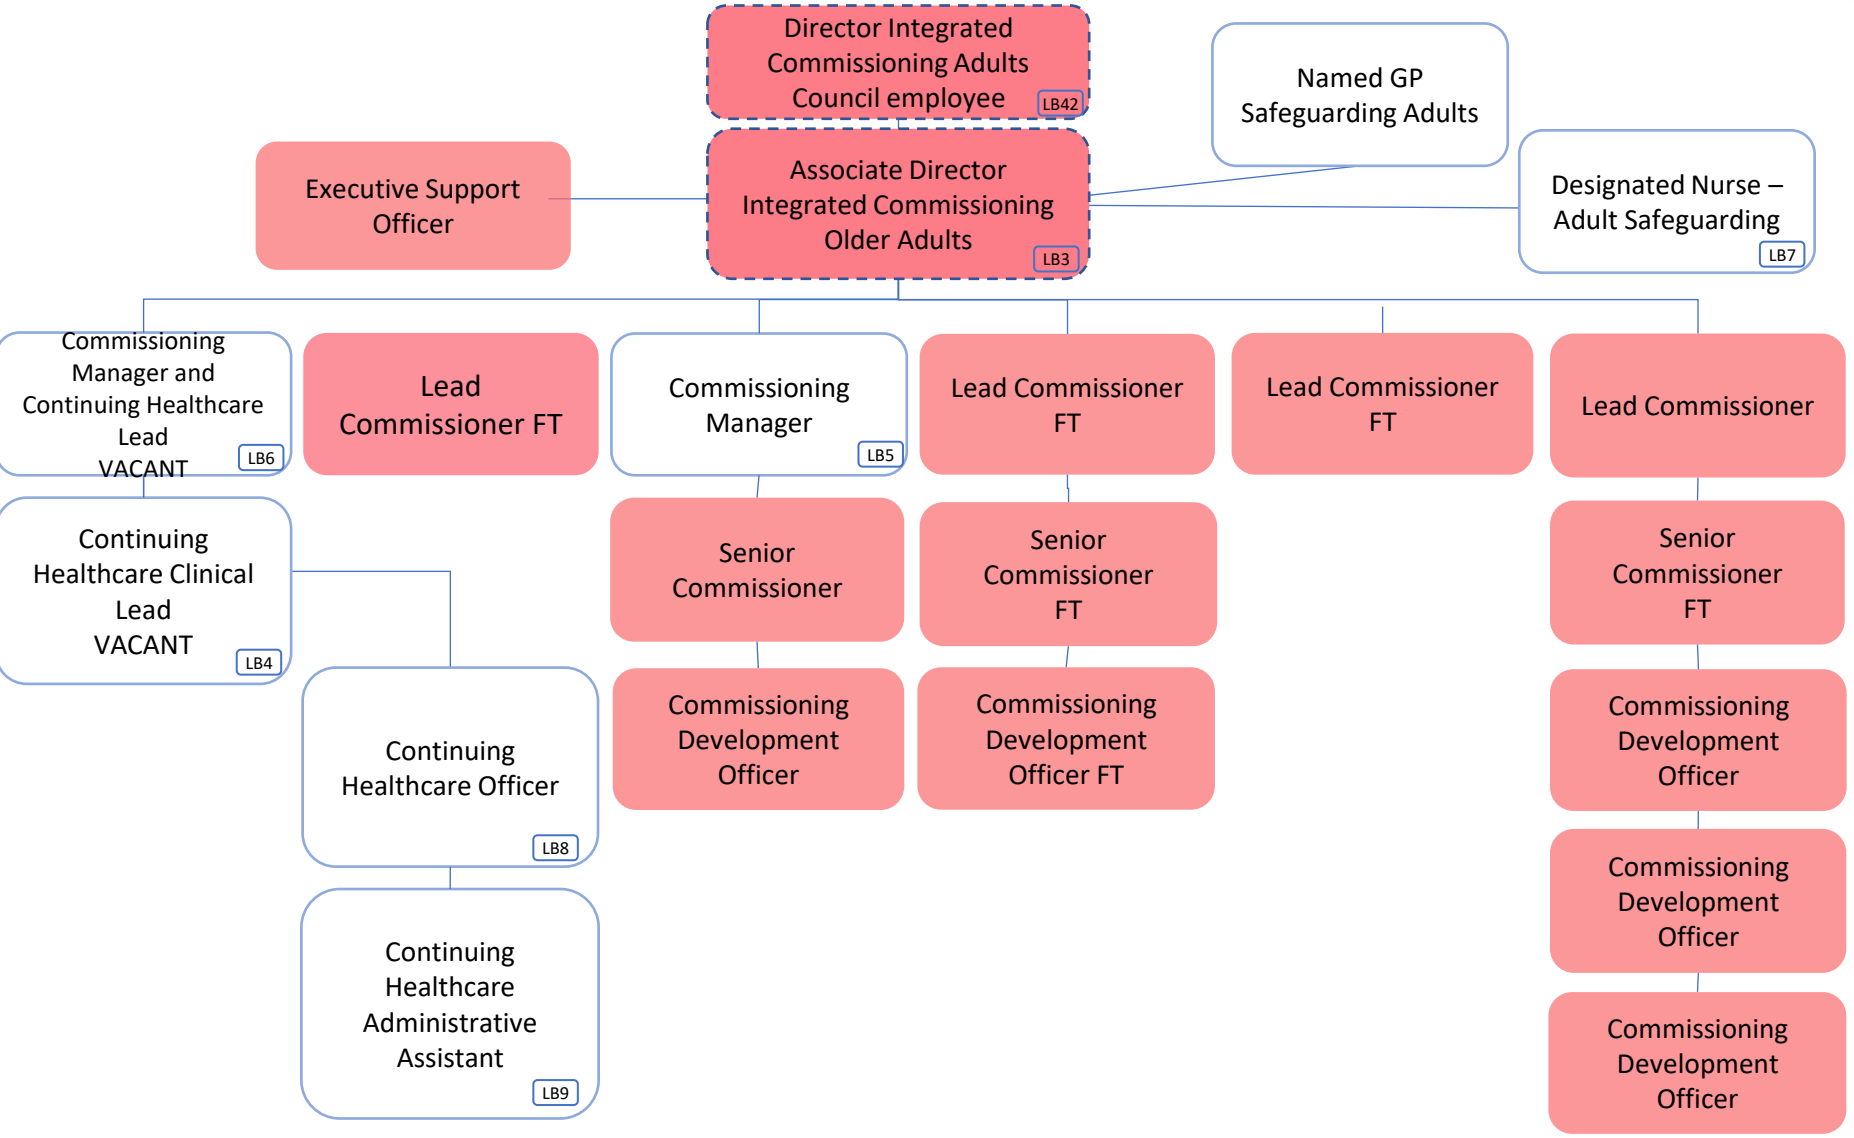 Director Integrated
Commissioning Adults
Council employee
LB42
Named GP
Safeguarding Adults
Executive Support
Officer
Associate Director
Integrated Commissioning
Older Adults
LB3
Designated Nurse –
Adult Safeguarding
LB7
Commissioning
Manager and
Continuing Healthcare
Lead
VACANT
LB6
Lead
Commissioner FT
Commissioning
Manager
LB5
Lead Commissioner
FT
Lead Commissioner
FT
Lead Commissioner
Continuing
Healthcare Clinical
Lead
VACANT
LB4
Senior
Commissioner
Senior
Commissioner
FT
Senior
Commissioner
FT
Continuing
Healthcare Officer
LB8
Commissioning
Development
Officer
Commissioning
Development
Officer FT
Commissioning
Development
Officer
Commissioning
Development
Officer
Continuing
Healthcare
Administrative
Assistant
LB9
Commissioning
Development
Officer